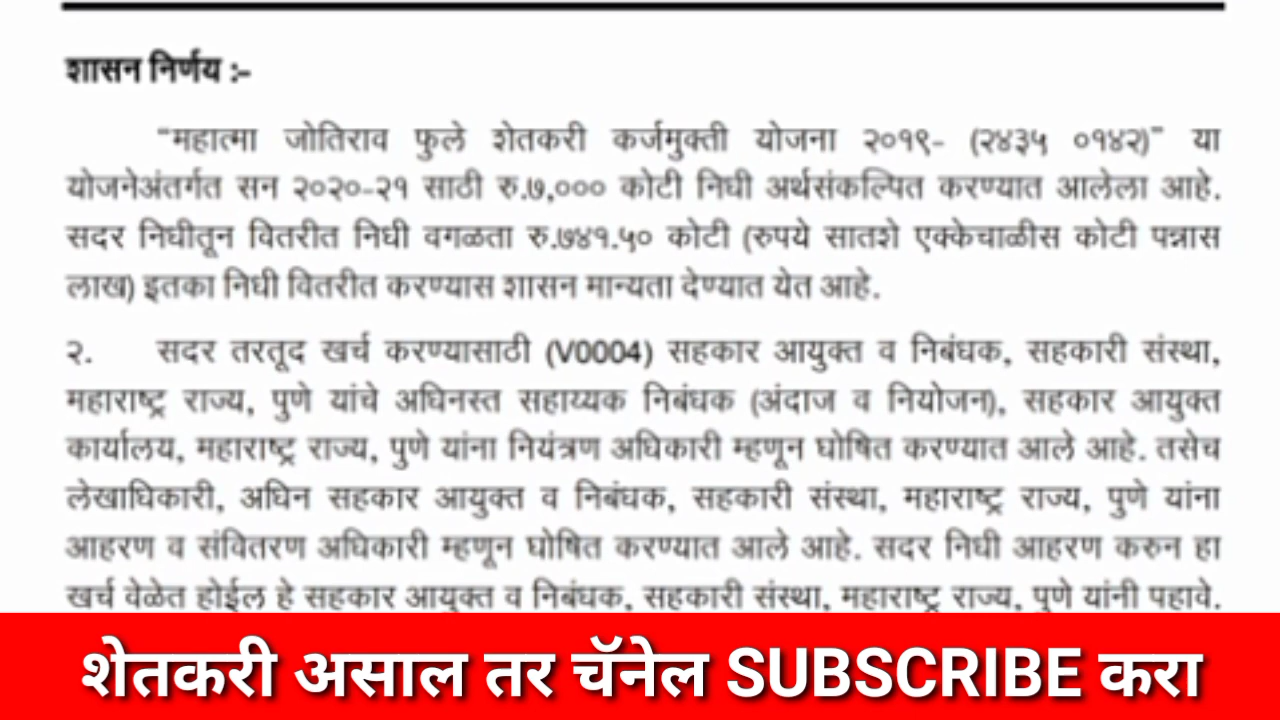 शासन निर्णय :-
"महात्मा जोतिराव फुले शेतकरी कर्जमुक्ती योजना २०१९- (२४३५ ०१४२)" या
योजनेअंतर्गत सन २०२०-२१ साठी रु.७,००० कोटी निधी अर्थसंकल्पित करण्यात आलेला आहे.
सदर निधीतून वितरीत निधी वगळता रु.७४१.५० कोटी (रुपये सातशे एक्केचाळीस कोटी पन्नास
लाख) इतका निधी वितरीत करण्यास शासन मान्यता देण्यात येत आहे.
२. सदर तरतूद खर्च करण्यासाठी (V0004) सहकार आयुक्त व निबंधक, सहकारी संस्था,
महाराष्ट्र राज्य, पुणे यांचे अधिनस्त सहाय्यक निबंधक (अंदाज व नियोजन), सहकार आयुक्त
कार्यालय, महाराष्ट्र राज्य, पुणे यांना नियंत्रण अधिकारी म्हणून घोषित करण्यात आले आहे. तसेच
लेखाधिकारी, अधिन सहकार आयुक्त व निबंधक, सहकारी संस्था, महाराष्ट्र राज्य, पुणे यांना
आहरण व संवितरण अधिकारी म्हणून घोषित करण्यात आले आहे. सदर निधी आहरण करुन हा
खर्च वेळेत होईल हे सहकार आयुक्त व निबंधक, सहकारी संस्था, महाराष्ट्र राज्य, पुणे यांनी पहावे.
शेतकरी असाल तर चॅनेल SUBSCRIBE करा